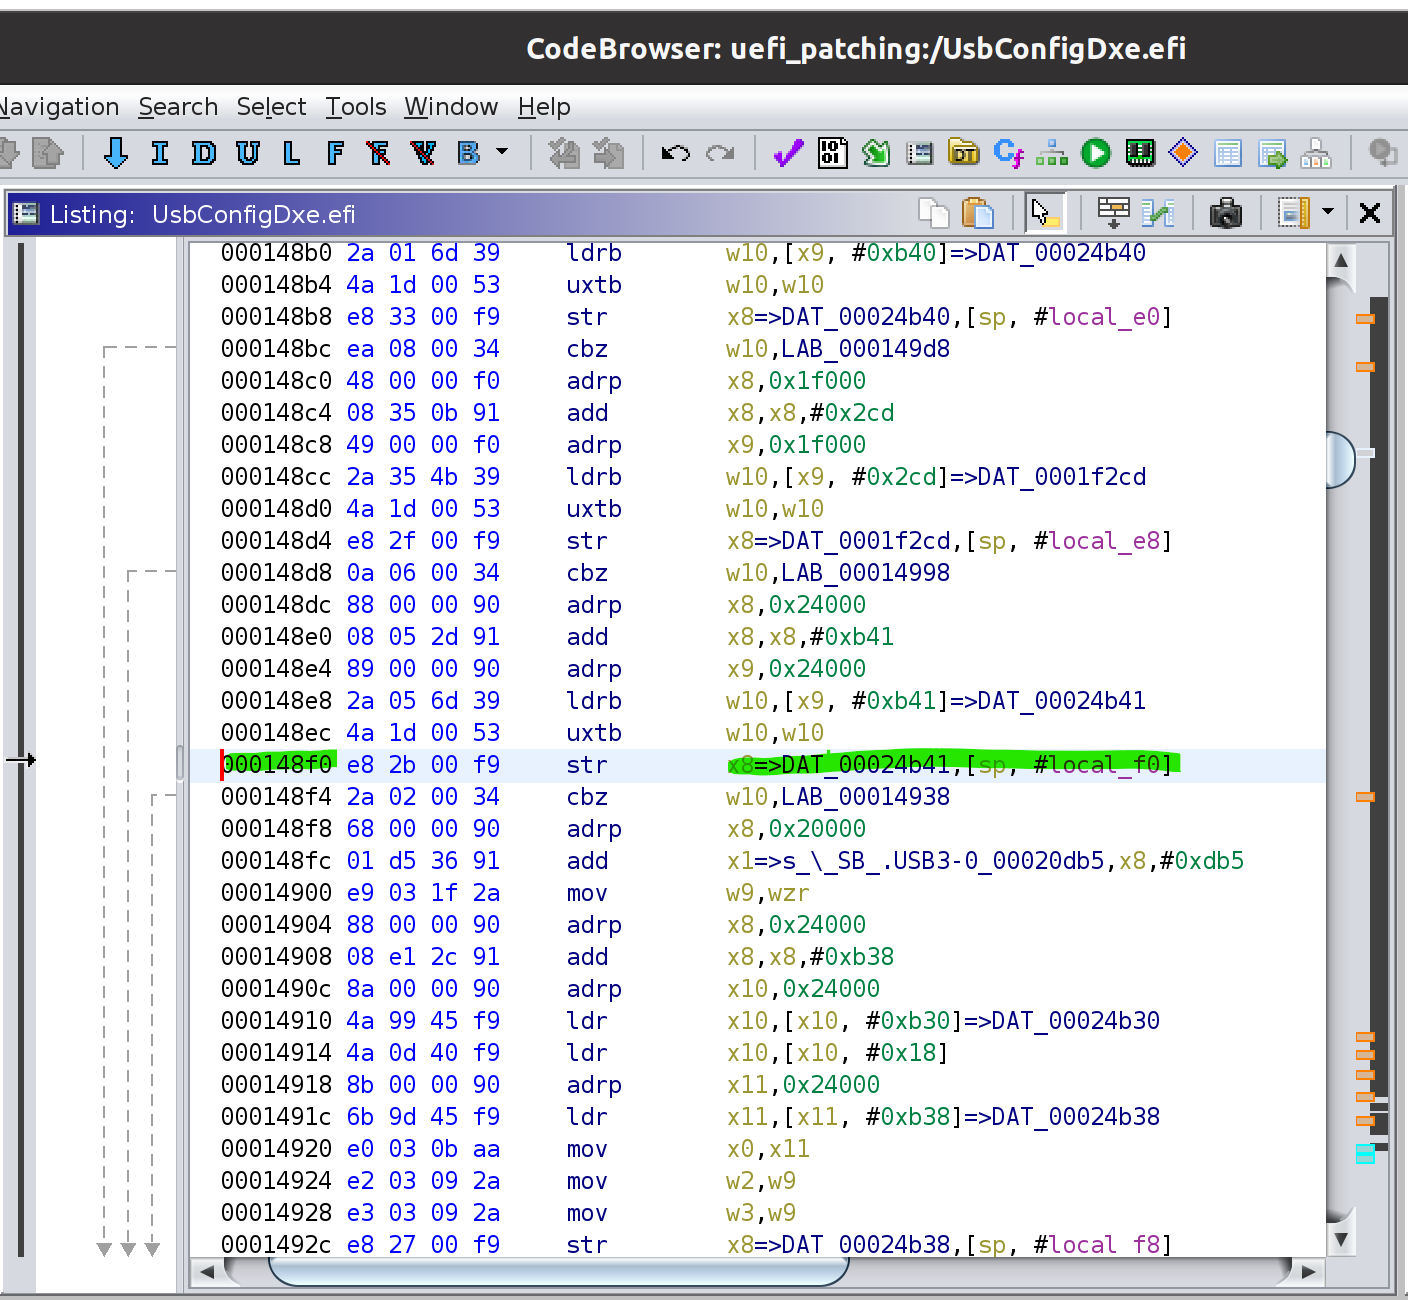 CodeBrowser: uefi_patching:/UsbConfigDxe.efi
Navigation Search Select Tools Window Help
I D U L F F V B
Listing: UsbConfigDxe.efi
000148b0 2a 01 6d 39 ldrb w10,[x9, #0xb40]=>DAT_00024b40
000148b4 4a 1d 00 53 uxtb w10,w10
000148b8 e8 33 00 f9 str x8=>DAT_00024b40,[sp, #local_e0]
000148bc ea 08 00 34 cbz w10,LAB_000149d8
000148c0 48 00 00 f0 adrp x8,0x1f000
000148c4 08 35 0b 91 add x8,x8,#0x2cd
000148c8 49 00 00 f0 adrp x9,0x1f000
000148cc 2a 35 4b 39 ldrb w10,[x9, #0x2cd]=>DAT_0001f2cd
000148d0 4a 1d 00 53 uxtb w10,w10
000148d4 e8 2f 00 f9 str x8=>DAT_0001f2cd,[sp, #local_e8]
000148d8 0a 06 00 34 cbz w10,LAB_00014998
000148dc 88 00 00 90 adrp x8,0x24000
000148e0 08 05 2d 91 add x8,x8,#0xb41
000148e4 89 00 00 90 adrp x9,0x24000
000148e8 2a 05 6d 39 ldrb w10,[x9, #0xb41]=>DAT_00024b41
000148ec 4a 1d 00 53 uxtb w10,w10
000148f0 e8 2b 00 f9 str x8=>DAT_00024b41,[sp, #local_f0]
000148f4 2a 02 00 34 cbz w10,LAB_00014938
000148f8 68 00 00 90 adrp x8,0x20000
000148fc 01 d5 36 91 add x1=>s_\_SB_.USB3-0_00020db5,x8,#0xdb5
00014900 e9 03 1f 2a mov w9,wzr
00014904 88 00 00 90 adrp x8,0x24000
00014908 08 e1 2c 91 add x8,x8,#0xb38
0001490c 8a 00 00 90 adrp x10,0x24000
00014910 4a 99 45 f9 ldr x10,[x10, #0xb30]=>DAT_00024b30
00014914 4a 0d 40 f9 ldr x10,[x10, #0x18]
00014918 8b 00 00 90 adrp x11,0x24000
0001491c 6b 9d 45 f9 ldr x11,[x11, #0xb38]=>DAT_00024b38
00014920 e0 03 0b aa mov x0,x11
00014924 e2 03 09 2a mov w2,w9
00014928 e3 03 09 2a mov w3,w9
0001492c e8 27 00 f9 str x8=>DAT_00024b38,[sp, #local_f8]